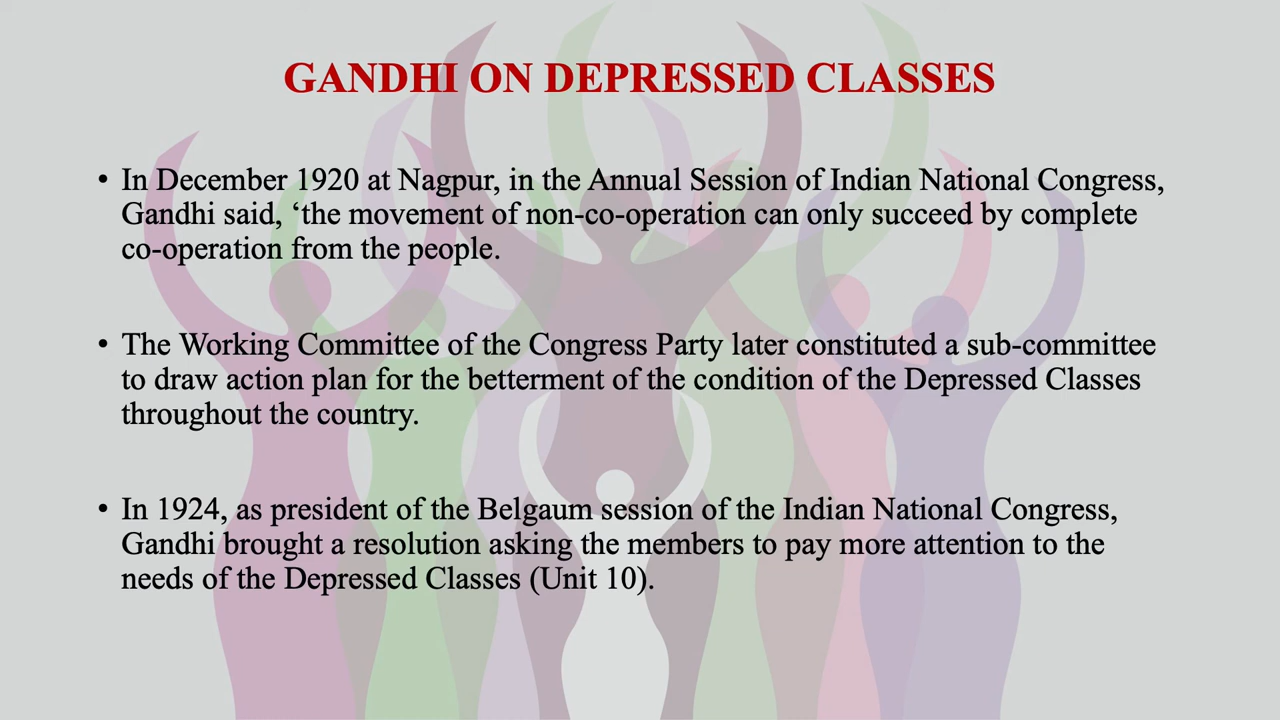 GANDHI ON DEPRESSED CLASSES
• In December 1920 at Nagpur, in the Annual Session of Indian National Congress,
Gandhi said, ‘the movement of non-co-operation can only succeed by complete
co-operation from the people.
• The Working Committee of the Congress Party later constituted a sub-committee
to draw action plan for the betterment of the condition of the Depressed Classes
throughout the country.
• In 1924, as president of the Belgaum session of the Indian National Congress,
Gandhi brought a resolution asking the members to pay more attention to the
needs of the Depressed Classes (Unit 10).